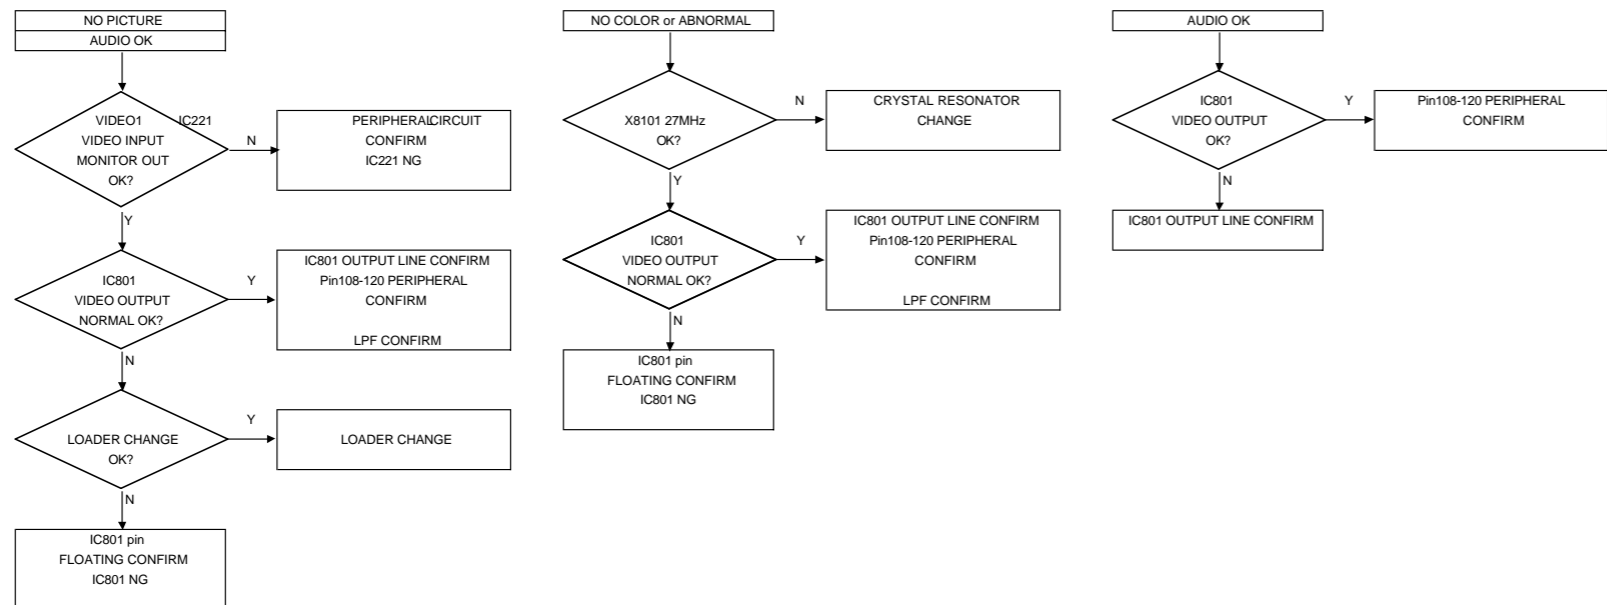 NO PICTURE
AUDIO OK
VIDEO1 IC221
VIDEO INPUT
MONITOR OUT
OK?
N
PERIPHERAL CIRCUIT
CONFIRM
IC221 NG
Y
IC801
VIDEO OUTPUT
NORMAL OK?
Y
IC801 OUTPUT LINE CONFIRM
Pin108-120 PERIPHERAL
CONFIRM
LPF CONFIRM
N
LOADER CHANGE
OK?
Y
LOADER CHANGE
N
IC801 pin
FLOATING CONFIRM
IC801 NG
NO COLOR or ABNORMAL
X8101 27MHz
OK?
N
CRYSTAL RESONATOR
CHANGE
Y
IC801
VIDEO OUTPUT
NORMAL OK?
Y
IC801 OUTPUT LINE CONFIRM
Pin108-120 PERIPHERAL
CONFIRM
LPF CONFIRM
N
IC801 pin
FLOATING CONFIRM
IC801 NG
AUDIO OK
IC801
VIDEO OUTPUT
OK?
Y
Pin108-120 PERIPHERAL
CONFIRM
N
IC801 OUTPUT LINE CONFIRM